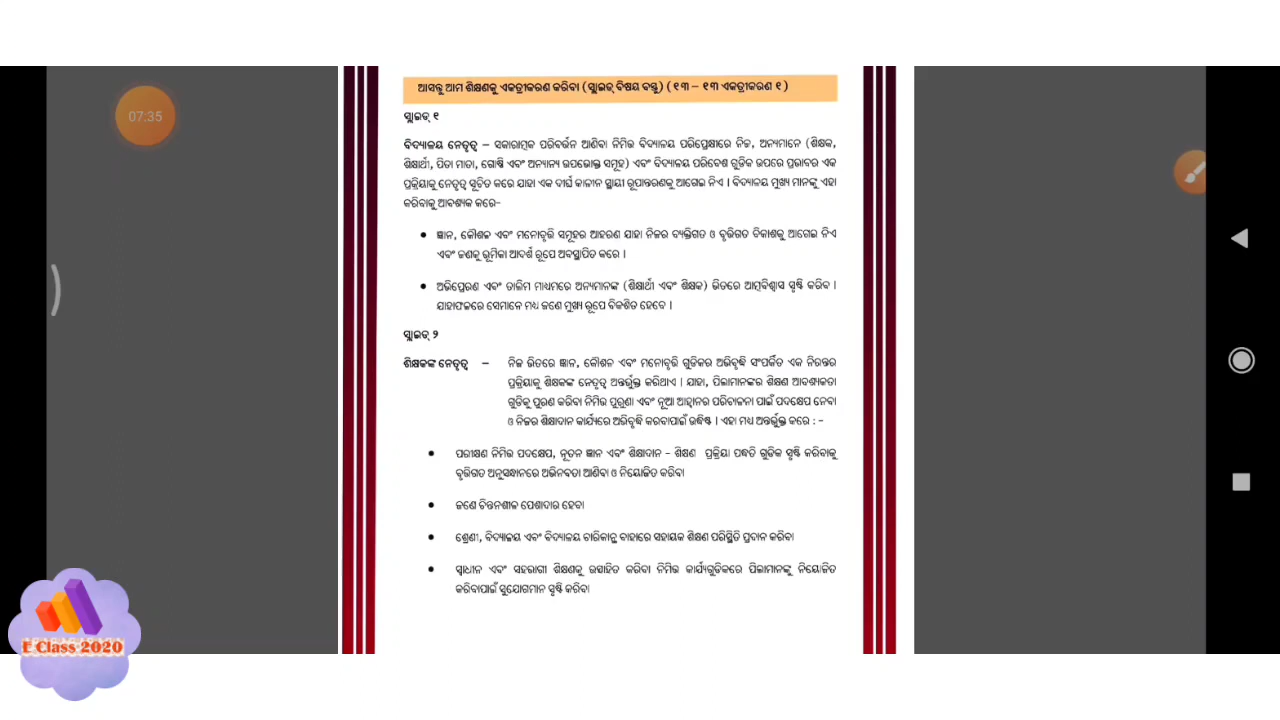 07:35
ଆସନ୍ତୁ ଆମ ଶିକ୍ଷଣକୁ ଏକତ୍ରୀକରଣ କରିବା (ସ୍ଲାଇଡ୍ ବିଷୟ ବସ୍ତୁ) ( ୧୩ – ୧୩ ଏକତ୍ରୀକରଣ ୧ )
ସ୍ଲାଇଡ୍ ୧
ବିଦ୍ୟାଳୟ ନେତୃତ୍ୱ – ସକାରାତ୍ମକ ପରିବର୍ତ୍ତନ ଆଣିବା ନିମିତ୍ତ ବିଦ୍ୟାଳୟ ପରିପ୍ରେକ୍ଷୀରେ ନିଜ, ଅନ୍ୟମାନେ (ଶିକ୍ଷକ,
ଶିକ୍ଷାର୍ଥୀ, ପିତା ମାତା, ଗୋଷ୍ଠି ଏବଂ ଅନ୍ୟାନ୍ୟ ଉପଭୋକ୍ତ ସମୂହ) ଏବଂ ବିଦ୍ୟାଳୟ ପରିବେଶ ଗୁଡିକ ଉପରେ ପ୍ରଭାବର ଏକ
ପ୍ରକ୍ରିୟାକୁ ନେତୃତ୍ୱ ସୂଚିତ କରେ ଯାହା ଏକ ଦୀର୍ଘ କାଳୀନ ସ୍ଥାୟୀ ରୂପାନ୍ତରଣକୁ ଆଗେଇ ନିଏ । ବିଦ୍ୟାଳୟ ମୁଖ୍ୟ ମାନଙ୍କୁ ଏହା
କରିବାକୁ ଆବଶ୍ୟକ କରେ-
• ଜ୍ଞାନ, କୌଶଳ ଏବଂ ମନୋବୃତ୍ତି ସମୂହର ଆହରଣ ଯାହା ନିଜର ବ୍ୟକ୍ତିଗତ ଓ ବୃତ୍ତିଗତ ବିକାଶକୁ ଆଗେଇ ନିଏ
ଏବଂ ଜଣକୁ ଭୂମିକା ଆଦର୍ଶ ରୂପେ ଅବସ୍ଥାପିତ କରେ ।
• ଅଭିପ୍ରେରଣ ଏବଂ ତାଲିମ ମାଧ୍ୟମରେ ଅନ୍ୟମାନଙ୍କ (ଶିକ୍ଷାର୍ଥୀ ଏବଂ ଶିକ୍ଷକ) ଭିତରେ ଆତ୍ମବିଶ୍ୱାସ ସୃଷ୍ଟି କରିବ ।
ଯାହାଫଳରେ ସେମାନେ ମଧ୍ୟ ଜଣେ ମୁଖ୍ୟ ରୂପେ ବିକଶିତ ହେବେ ।
ସ୍ଲାଇଡ୍ ୨
ଶିକ୍ଷକଙ୍କ ନେତୃତ୍ୱ – ନିଜ ଭିତରେ ଜ୍ଞାନ, କୌଶଳ ଏବଂ ମନୋବୃତ୍ତି ଗୁଡିକର ଅଭିବୃଦ୍ଧି ସଂପର୍କିତ ଏକ ନିରନ୍ତର
ପ୍ରକ୍ରିୟାକୁ ଶିକ୍ଷକଙ୍କ ନେତୃତ୍ୱ ଅନ୍ତର୍ଭୁକ୍ତ କରିଥାଏ । ଯାହା, ପିଲାମାନଙ୍କର ଶିକ୍ଷଣ ଆବଶ୍ୟକତା
ଗୁଡିକୁ ପୁରଣ କରିବା ନିମିତ୍ତ ପୁରୁଣା ଏବଂ ନୂଆ ଆହ୍ୱାନର ପରିଚାଳନା ପାଇଁ ପଦକ୍ଷେପ ନେବା
ଓ ନିଜର ଶିକ୍ଷାଦାନ କାର୍ଯ୍ୟରେ ଅଭିବୃଦ୍ଧି କରବାପାଇଁ ଉଦ୍ଧିଷ୍ଟ । ଏହା ମଧ୍ୟ ଅନ୍ତର୍ଭୁକ୍ତ କରେ : -
• ପରୀକ୍ଷଣ ନିମିତ୍ତ ପଦକ୍ଷେପ, ନୂତନ ଜ୍ଞାନ ଏବଂ ଶିକ୍ଷାଦାନ - ଶିକ୍ଷଣ ପ୍ରକ୍ରିୟା ପଦ୍ଧତି ଗୁଡିକ ସୃଷ୍ଟି କରିବାକୁ
ବୃତ୍ତିଗତ ଅନୁସନ୍ଧାନରେ ଅଭିନବତା ଆଣିବା ଓ ନିୟୋଜିତ କରିବା
• ଜଣେ ଚିନ୍ତନଶୀଳ ପେଶାଦାର ହେବା
• ଶ୍ରେଣୀ, ବିଦ୍ୟାଳୟ ଏବଂ ବିଦ୍ୟାଳୟ ଚାରିକାନ୍ଥ ବାହାରେ ସହାୟକ ଶିକ୍ଷଣ ପରିସ୍ଥିତି ପ୍ରଦାନ କରିବା
• ସ୍ୱାଧୀନ ଏବଂ ସହଭାଗୀ ଶିକ୍ଷଣକୁ ଉତ୍ସାହିତ କରିବା ନିମିତ୍ତ କାର୍ଯ୍ୟଗୁଡିକରେ ପିଲାମାନଙ୍କୁ ନିୟୋଜିତ
କରିବାପାଇଁ ସୁଯୋଗମାନ ସୃଷ୍ଟି କରିବା
E Class 2020